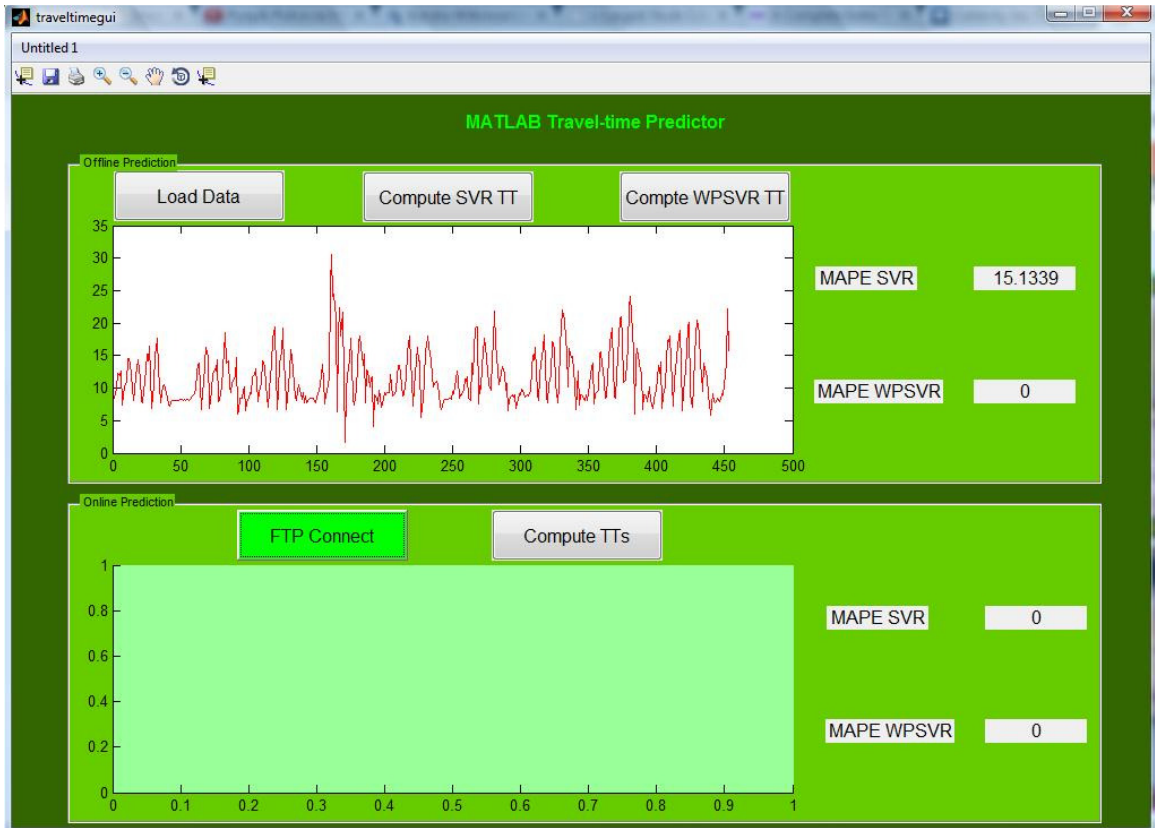 traveltimegui
Untitled 1
MATLAB Travel-time Predictor
Offline Prediction
Load Data
Compute SVR TT
Compte WPSVR TT
35
30
25
20
15
10
5
0
0 50 100 150 200 250 300 350 400 450 500
MAPE SVR 15.1339
MAPE WPSVR 0
Online Prediction
FTP Connect
Compute TTs
1
0.8
0.6
0.4
0.2
0
0 0.1 0.2 0.3 0.4 0.5 0.6 0.7 0.8 0.9 1
MAPE SVR 0
MAPE WPSVR 0